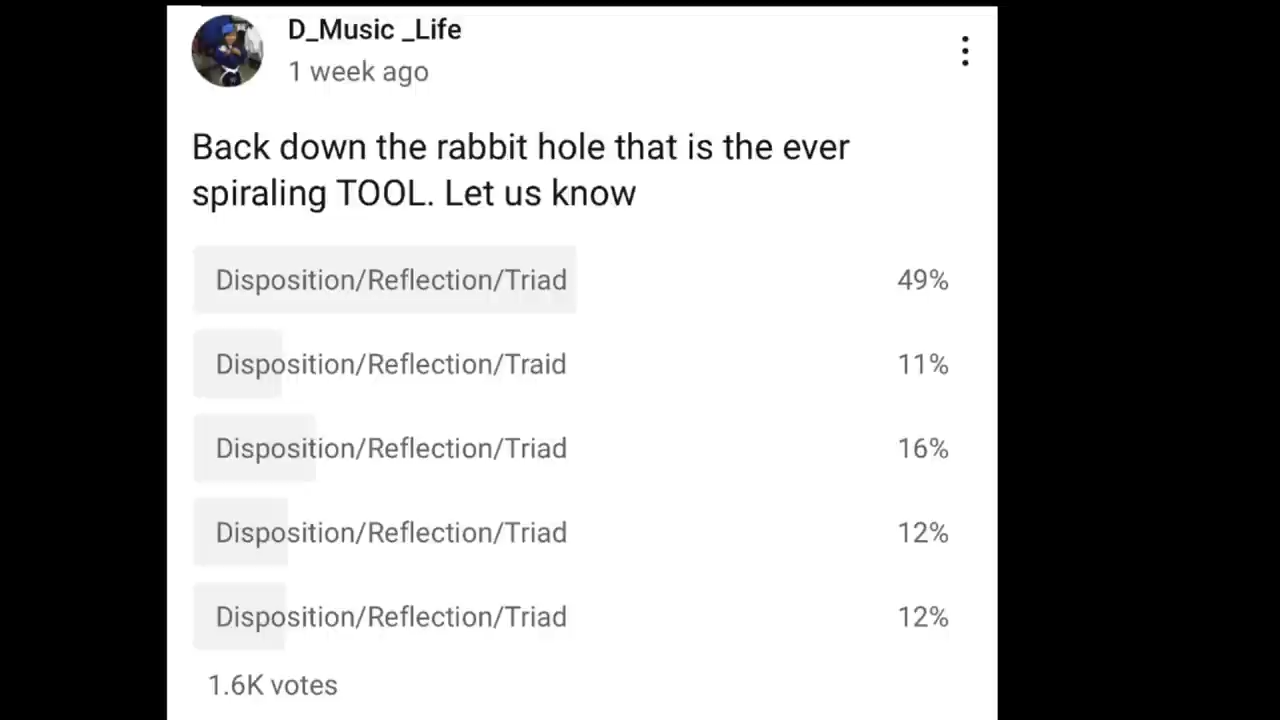 D_Music _Life
1 week ago
Back down the rabbit hole that is the ever
spiraling TOOL. Let us know
Disposition/Reflection/Triad
49%
Disposition/Reflection/Traid
11%
Disposition/Reflection/Triad
16%
Disposition/Reflection/Triad
12%
Disposition/Reflection/Triad
12%
1.6K votes